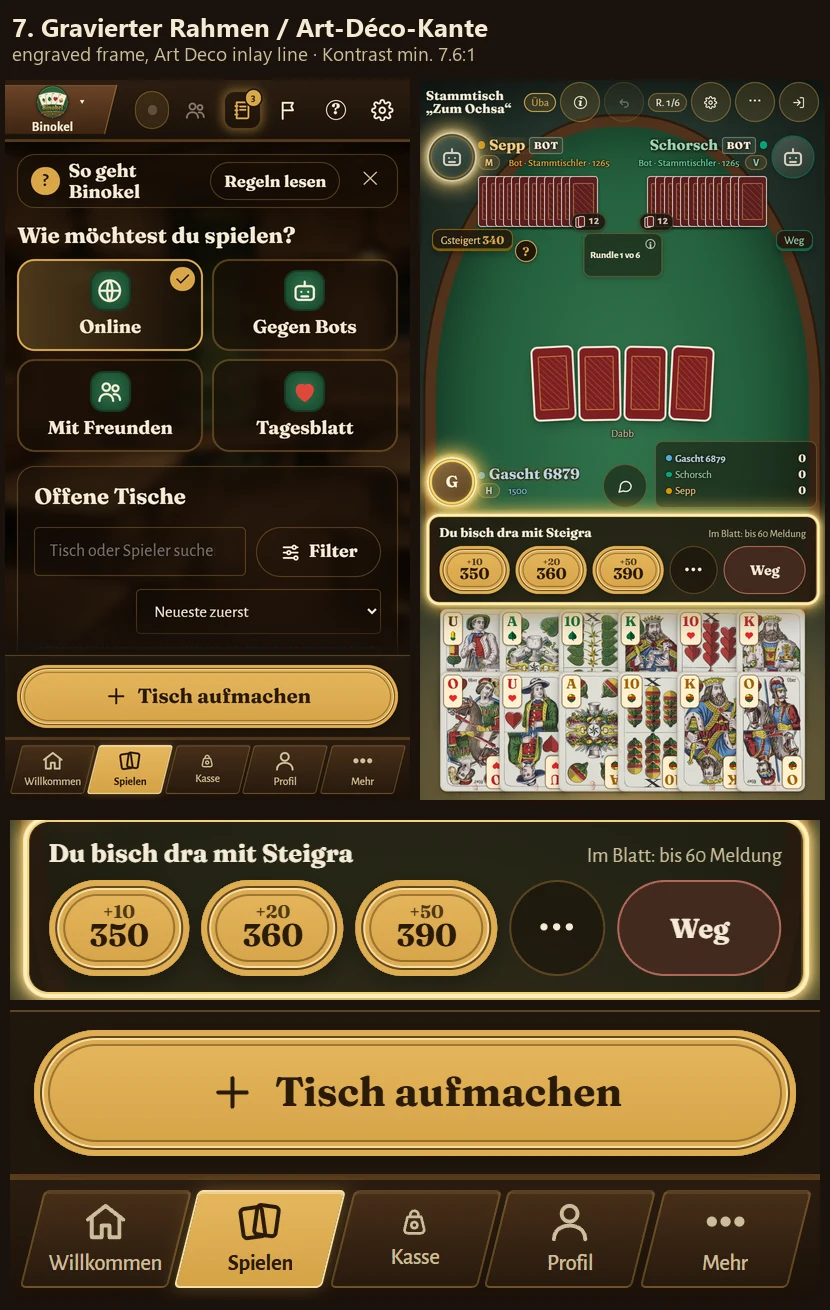 7. Gravierter Rahmen / Art-Déco-Kante
engraved frame, Art Deco inlay line · Kontrast min. 7.6:1
Binokel
3
?
? So geht Binokel
Regeln lesen
Wie möchtest du spielen?
Online
Gegen Bots
Mit Freunden
Tagesblatt
Offene Tische
Tisch oder Spieler suche
Filter
Neueste zuerst
+ Tisch aufmachen
Willkommen
Spielen
Kasse
Profil
Mehr
Stammtisch
„Zum Ochsa“
Üba
R. 1/6
Sepp BOT
M Bot · Stammtischler · 1265
Schorsch BOT
Bot · Stammtischler · 1265 V
12
12
Gsteigert 340
?
Rundle 1 vo 6
Weg
Dabb
G
Gascht 6879
H 1500
Gascht 6879 0
Schorsch 0
Sepp 0
Du bisch dra mit Steigra
Im Blatt: bis 60 Meldung
+10 350
+20 360
+50 390
Weg
U A 10 K 10 K
O U A 10 K O
Du bisch dra mit Steigra
Im Blatt: bis 60 Meldung
+10 350
+20 360
+50 390
Weg
+ Tisch aufmachen
Willkommen
Spielen
Kasse
Profil
Mehr